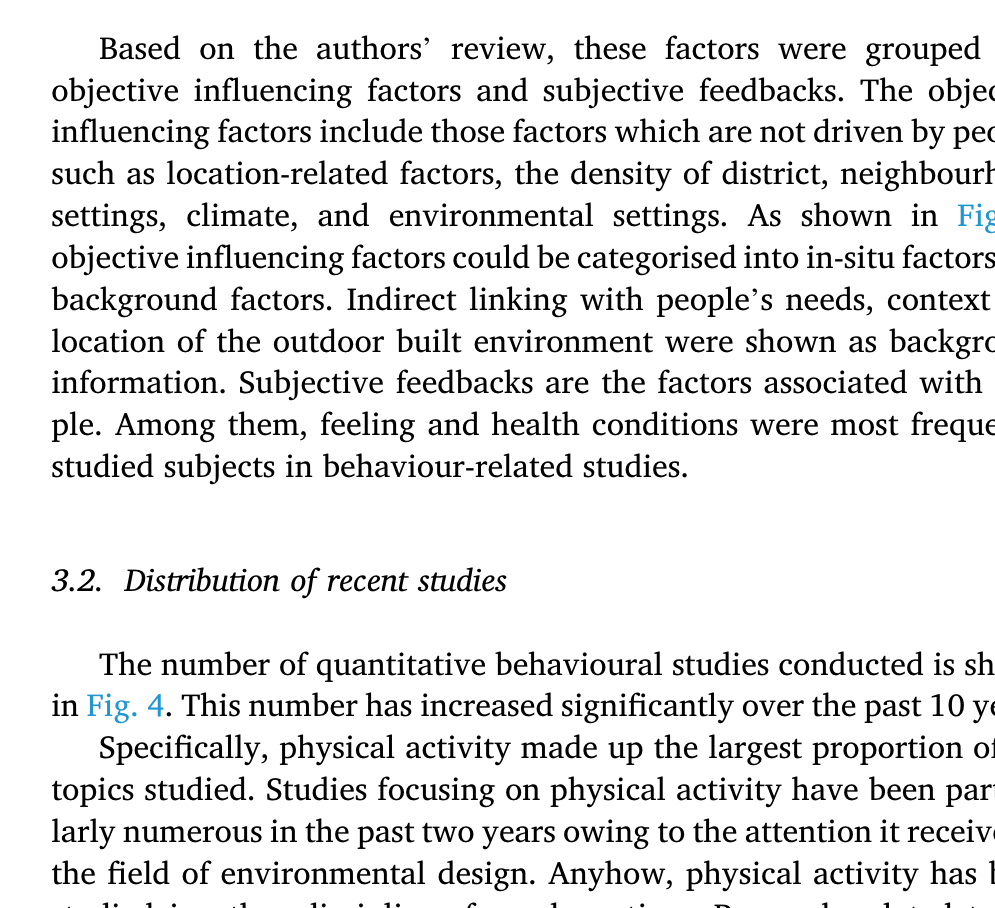 Based on the authors’ review, these factors were grouped
objective influencing factors and subjective feedbacks. The objec
influencing factors include those factors which are not driven by peo
such as location-related factors, the density of district, neighbourh
settings, climate, and environmental settings. As shown in Fig
objective influencing factors could be categorised into in-situ factors
background factors. Indirect linking with people’s needs, context
location of the outdoor built environment were shown as backgro
information. Subjective feedbacks are the factors associated with
ple. Among them, feeling and health conditions were most freque
studied subjects in behaviour-related studies.
3.2. Distribution of recent studies
The number of quantitative behavioural studies conducted is sh
in Fig. 4. This number has increased significantly over the past 10 ye
Specifically, physical activity made up the largest proportion of
topics studied. Studies focusing on physical activity have been part
larly numerous in the past two years owing to the attention it receive
the field of environmental design. Anyhow, physical activity has b